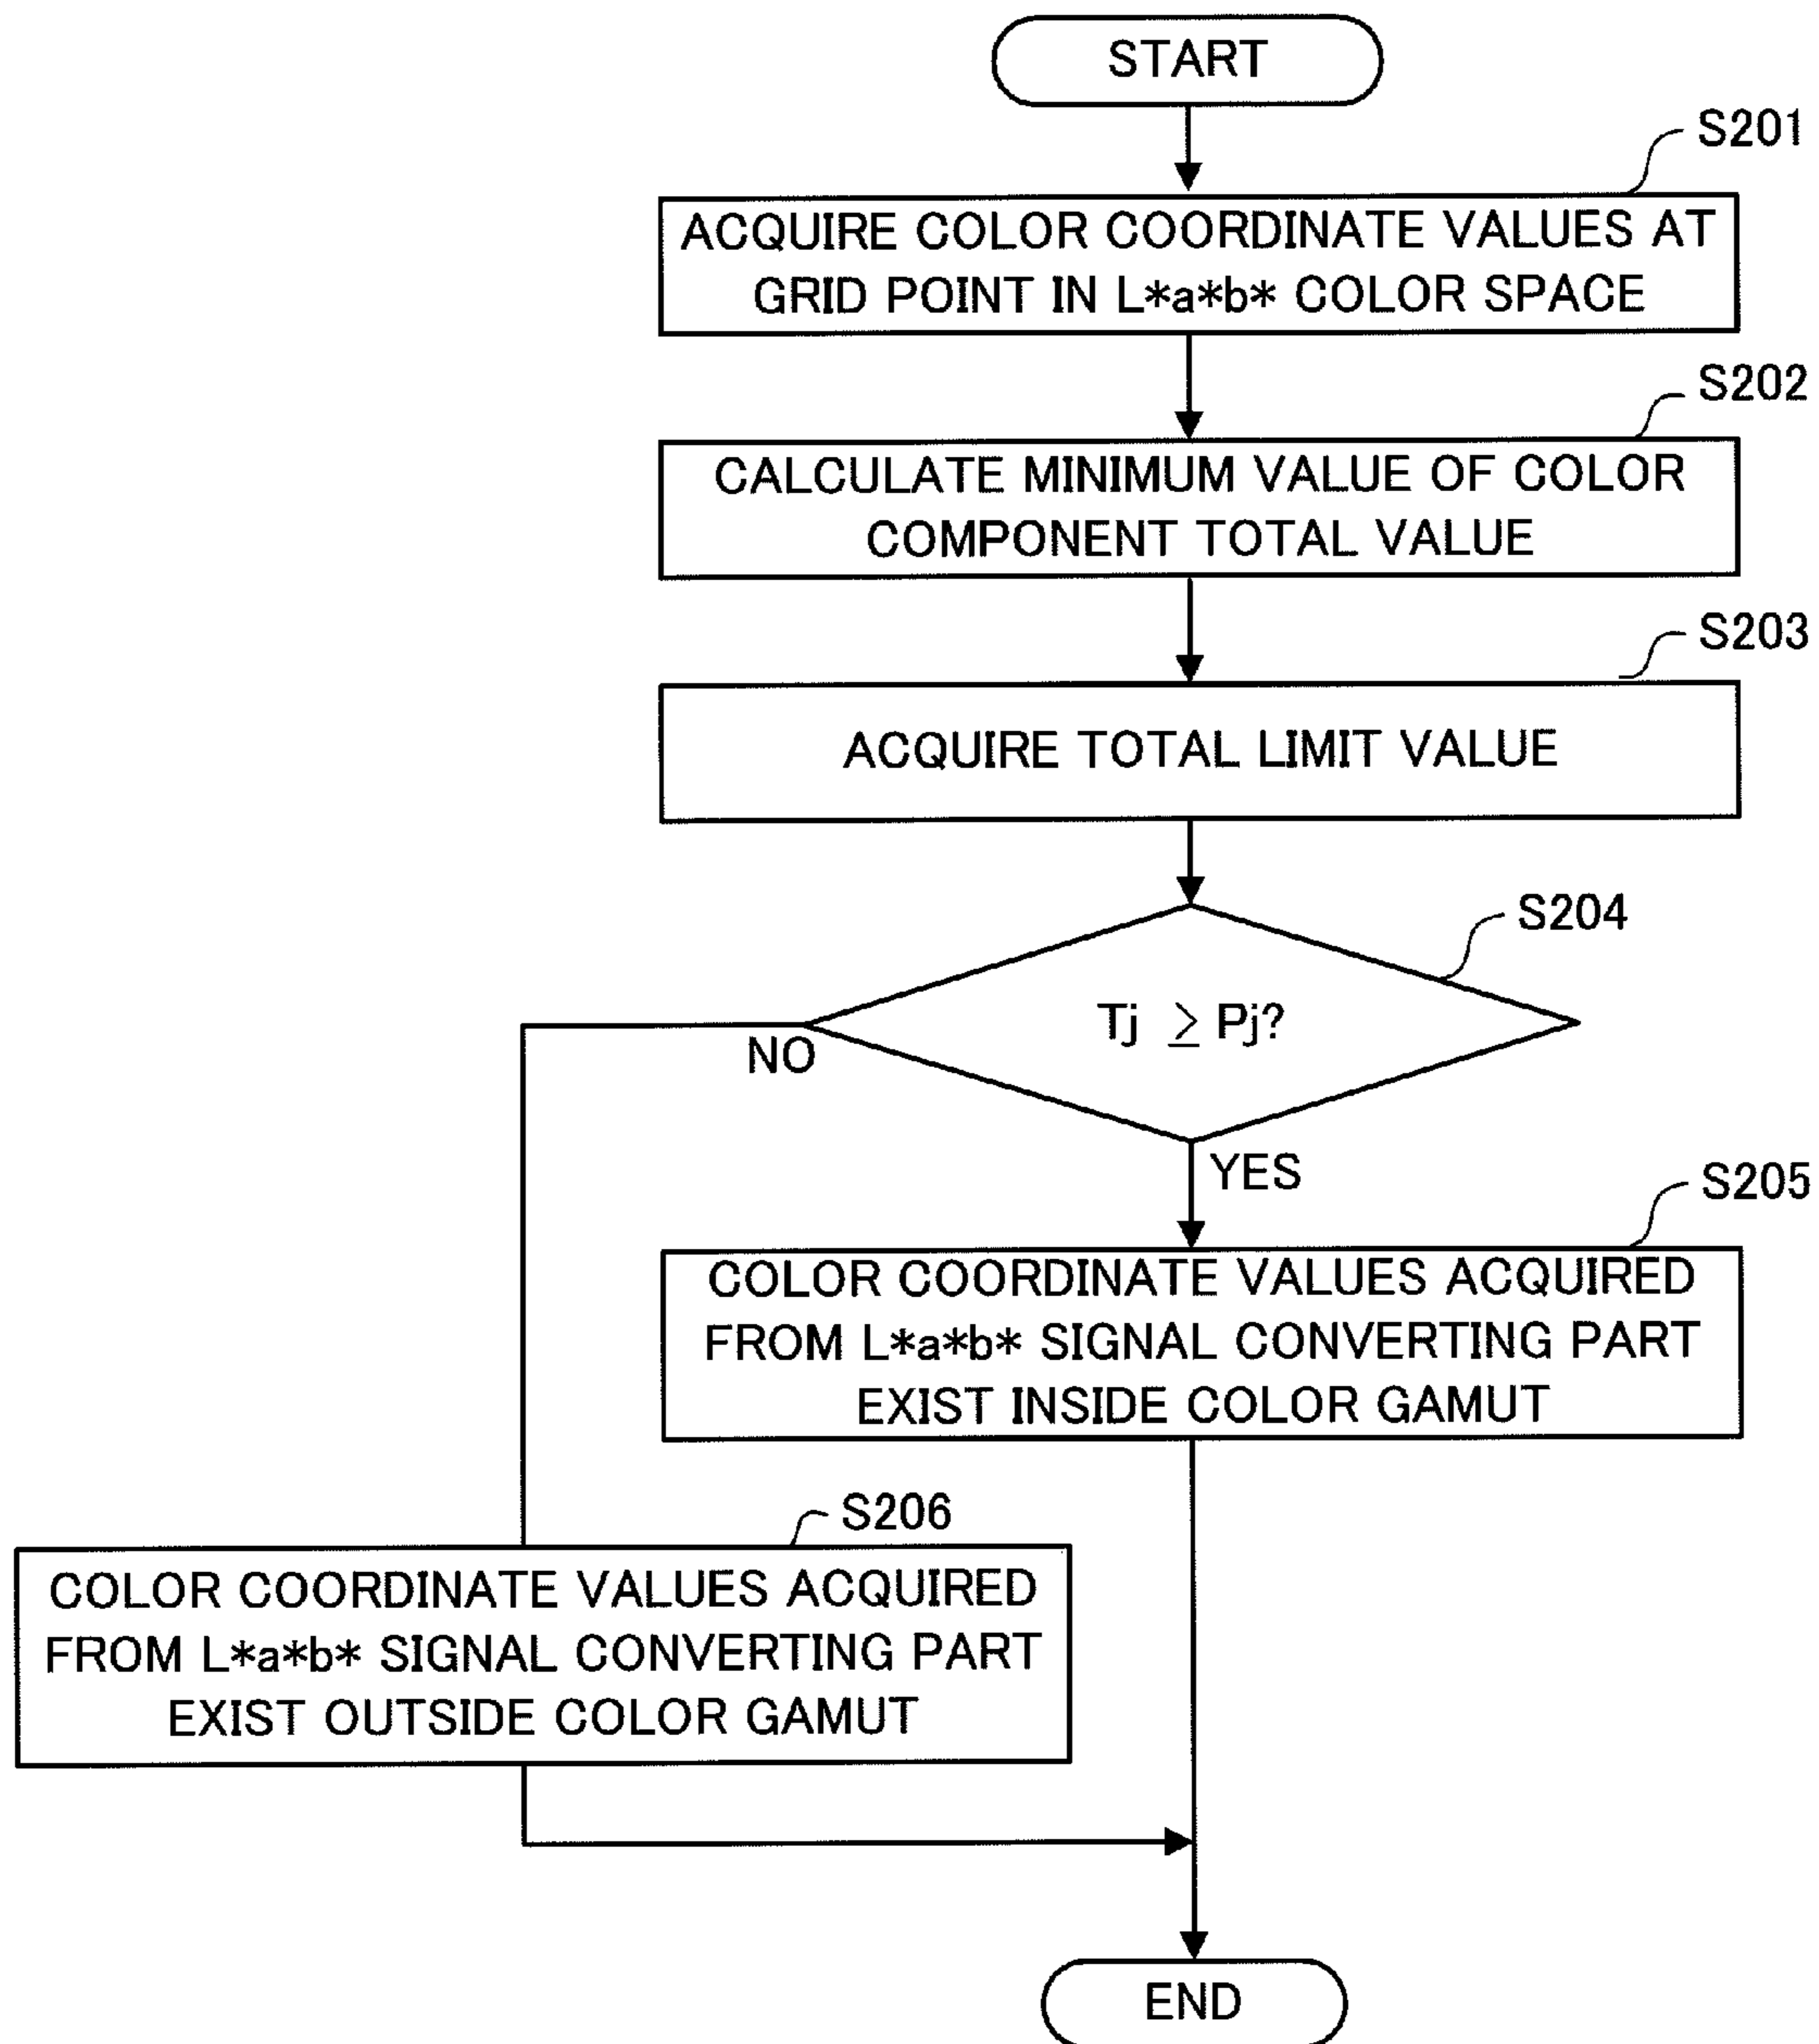 START
S201
ACQUIRE COLOR COORDINATE VALUES AT
GRID POINT IN L*a*b* COLOR SPACE
S202
CALCULATE MINIMUM VALUE OF COLOR
COMPONENT TOTAL VALUE
S203
ACQUIRE TOTAL LIMIT VALUE
S204
Tj ≥ Pj?
NO
YES
S205
COLOR COORDINATE VALUES ACQUIRED
FROM L*a*b* SIGNAL CONVERTING PART
EXIST INSIDE COLOR GAMUT
S206
COLOR COORDINATE VALUES ACQUIRED
FROM L*a*b* SIGNAL CONVERTING PART
EXIST OUTSIDE COLOR GAMUT
END